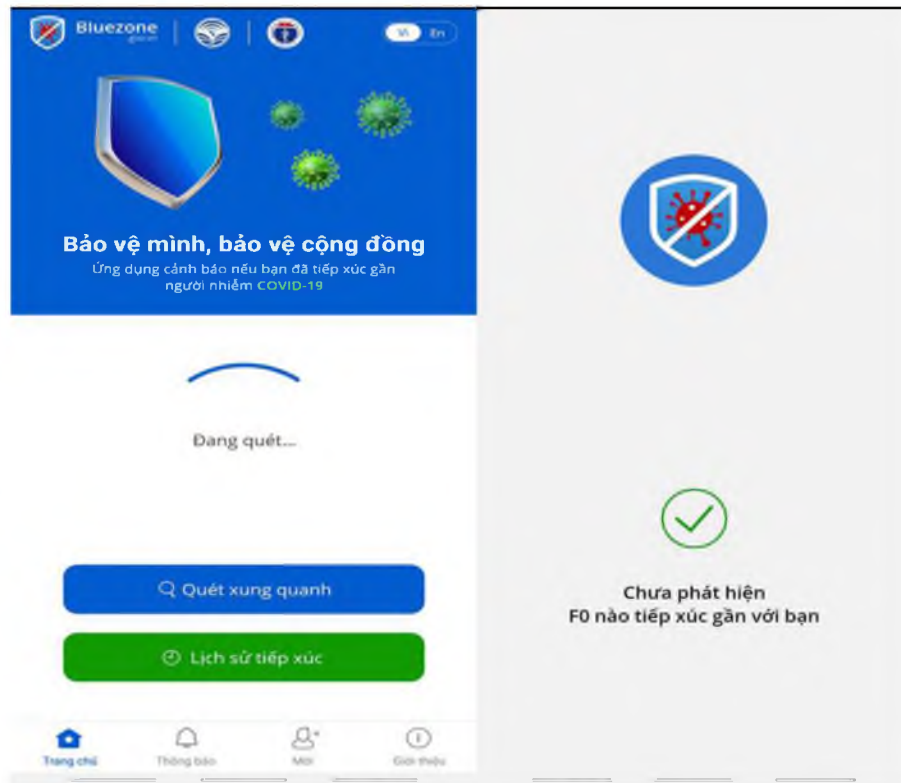 Bluezone
Vi
En
Bảo vệ mình, bảo vệ cộng đồng
Ứng dụng cảnh báo nếu bạn đã tiếp xúc gần
người nhiễm COVID-19
Đang quét...
Quét xung quanh
Lịch sử tiếp xúc
Trang chủ
Thông báo
Mời
Giới thiệu
Chưa phát hiện
F0 nào tiếp xúc gần với bạn